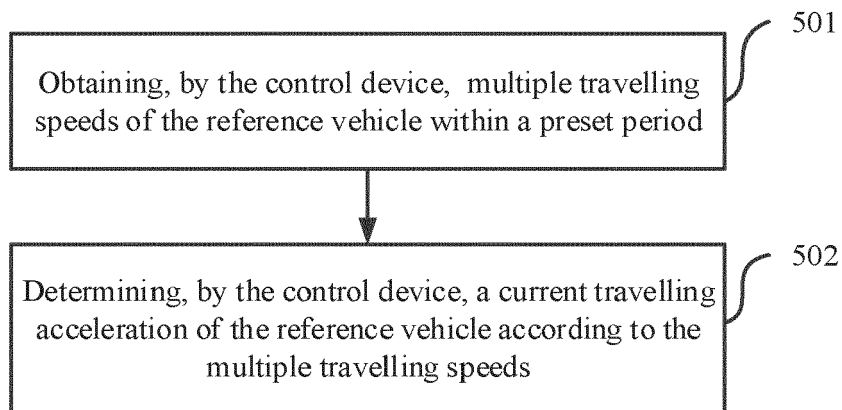 501
Obtaining, by the control device, multiple travelling
speeds of the reference vehicle within a preset period
502
Determining, by the control device, a current travelling
acceleration of the reference vehicle according to the
multiple travelling speeds